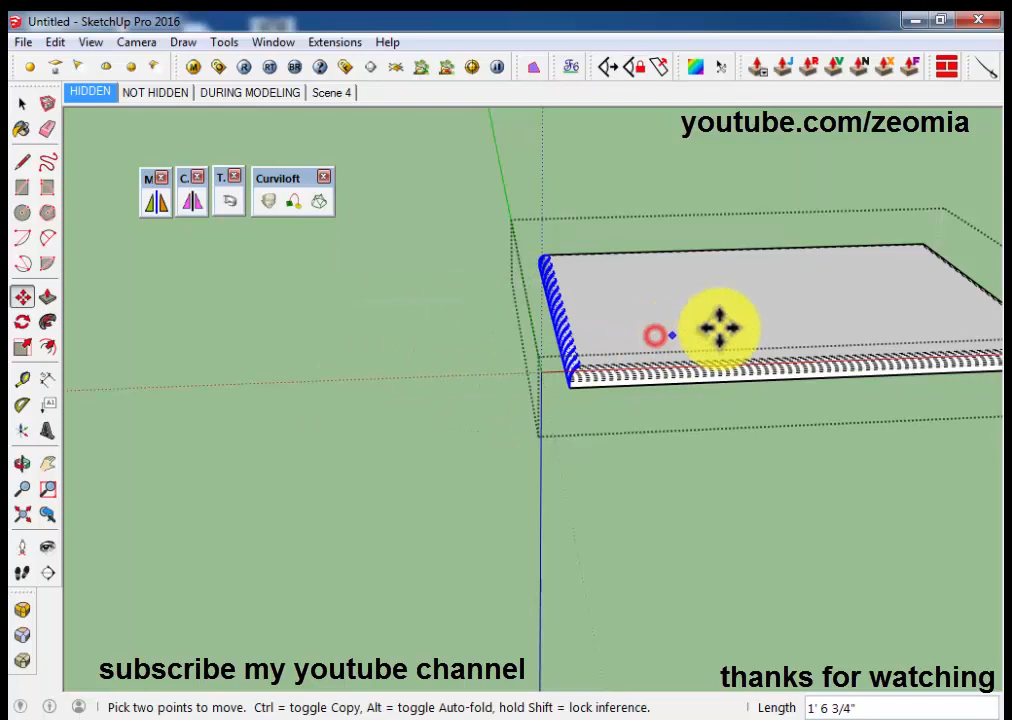 Untitled - SketchUp Pro 2016
File Edit View Camera Draw Tools Window Extensions Help
M R RT BR ? J R V N X F
HIDDEN NOT HIDDEN DURING MODELING Scene 4
youtube.com/zeomia
M C. T. Curviloft
subscribe my youtube channel
thanks for watching
Pick two points to move. Ctrl = toggle Copy, Alt = toggle Auto-fold, hold Shift = lock inference. Length 1' 6 3/4"